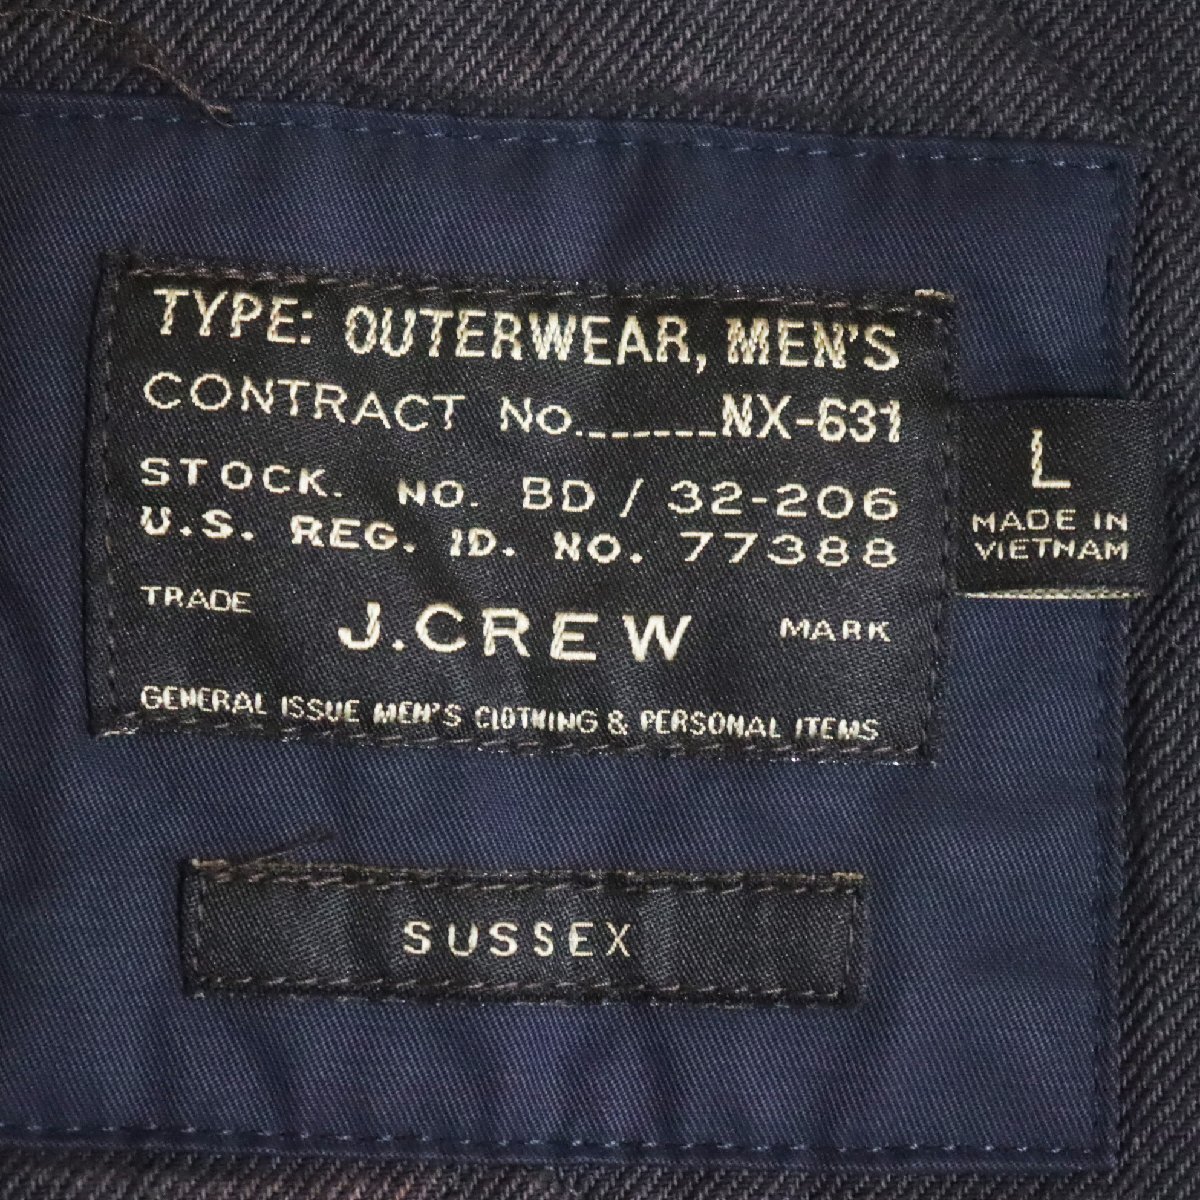 TYPE: OUTERWEAR, MEN'S
CONTRACT No._______NX-631
STOCK. NO. BD / 32-206
U.S. REG. ID. NO. 77388
TRADE J.CREW MARK
GENERAL ISSUE MEN'S CLOTHING & PERSONAL ITEMS
L
MADE IN
VIETNAM
SUSSEX